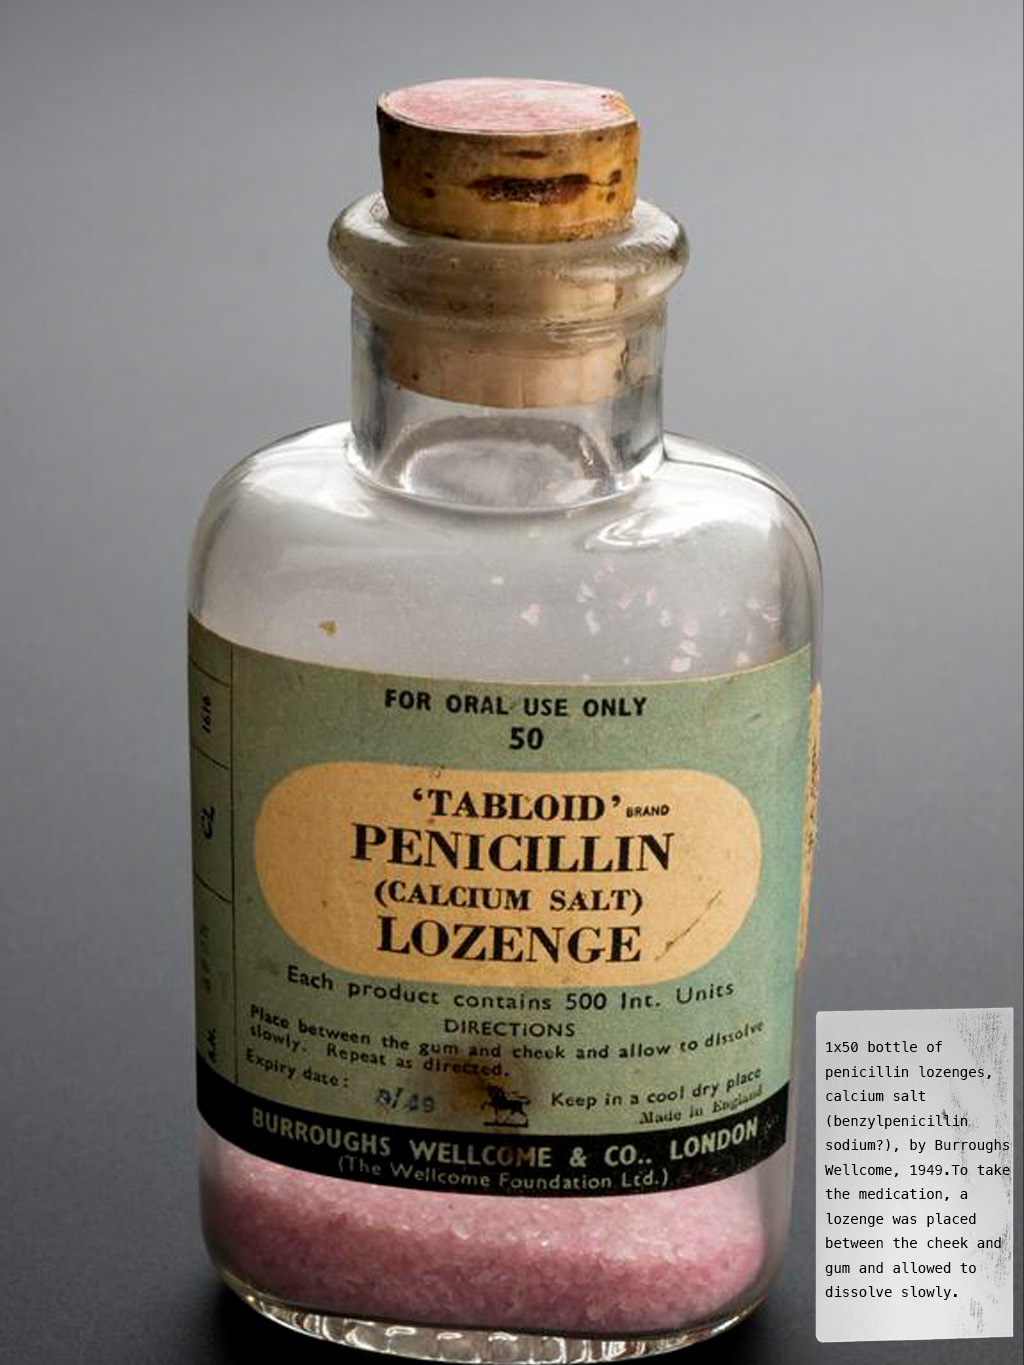 1616
CL
FOR ORAL USE ONLY
50
'TABLOID' BRAND
PENICILLIN
(CALCIUM SALT)
LOZENGE
Each product contains 500 Int. Units
DIRECTIONS
Place between the gum and cheek and allow to dissolve
slowly. Repeat as directed.
Expiry date: 9/49
Keep in a cool dry place
Made in England
BURROUGHS WELLCOME & CO., LONDON
(The Wellcome Foundation Ltd.)
1x50 bottle of
penicillin lozenges,
calcium salt
(benzylpenicillin
sodium?), by Burroughs
Wellcome, 1949.To take
the medication, a
lozenge was placed
between the cheek and
gum and allowed to
dissolve slowly.